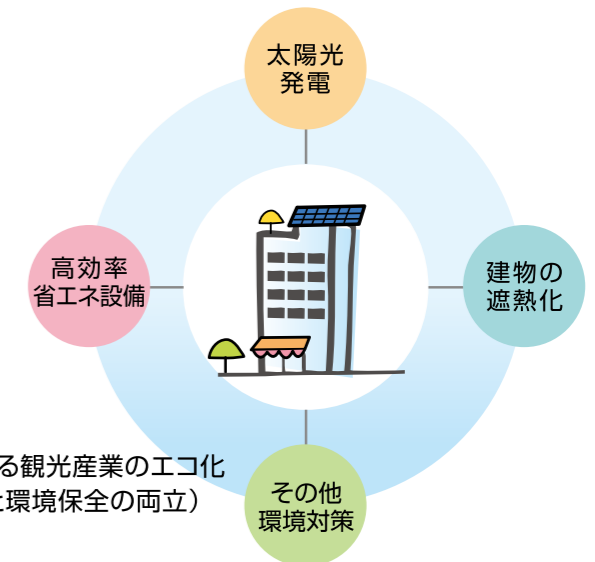 太陽光
発電
高効率
省エネ設備
建物の
遮熱化
る観光産業のエコ化
環境保全の両立）
その他
環境対策